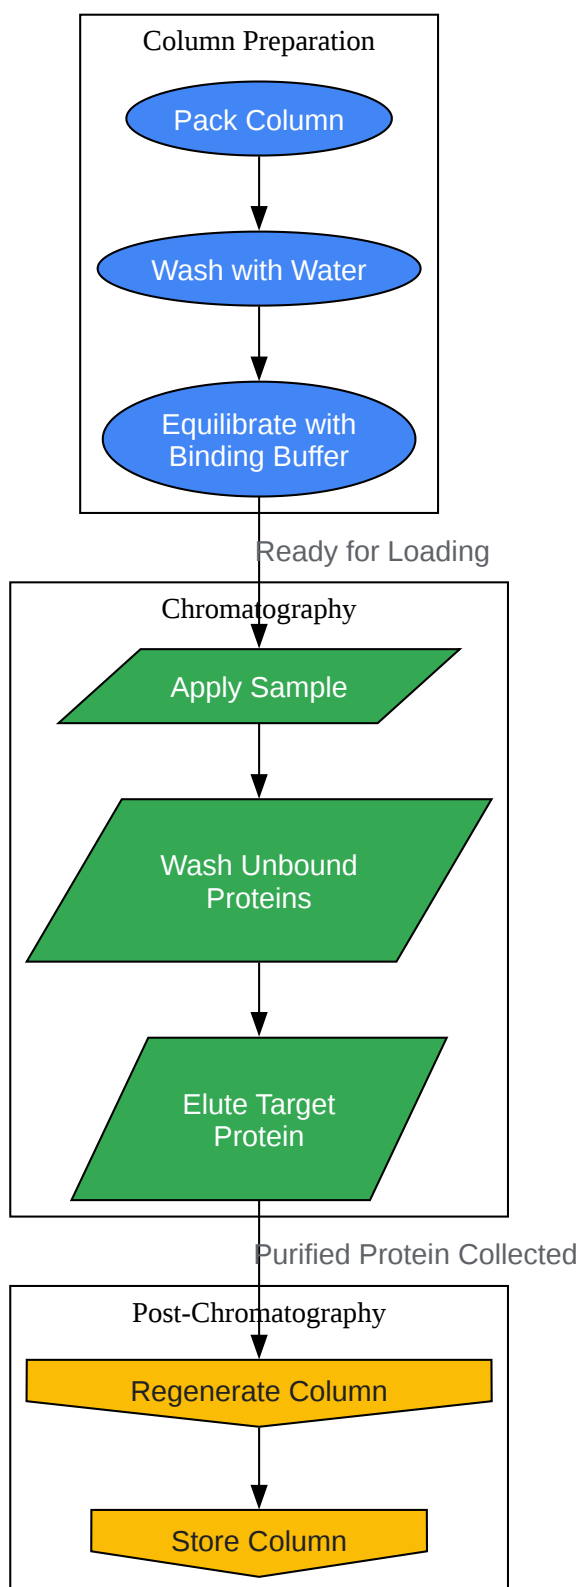 Column Preparation
Pack Column
Wash with Water
Equilibrate with
Binding Buffer
Ready for Loading
Chromatography
Apply Sample
Wash Unbound
Proteins
Elute Target
Protein
Purified Protein Collected
Post-Chromatography
Regenerate Column
Store Column